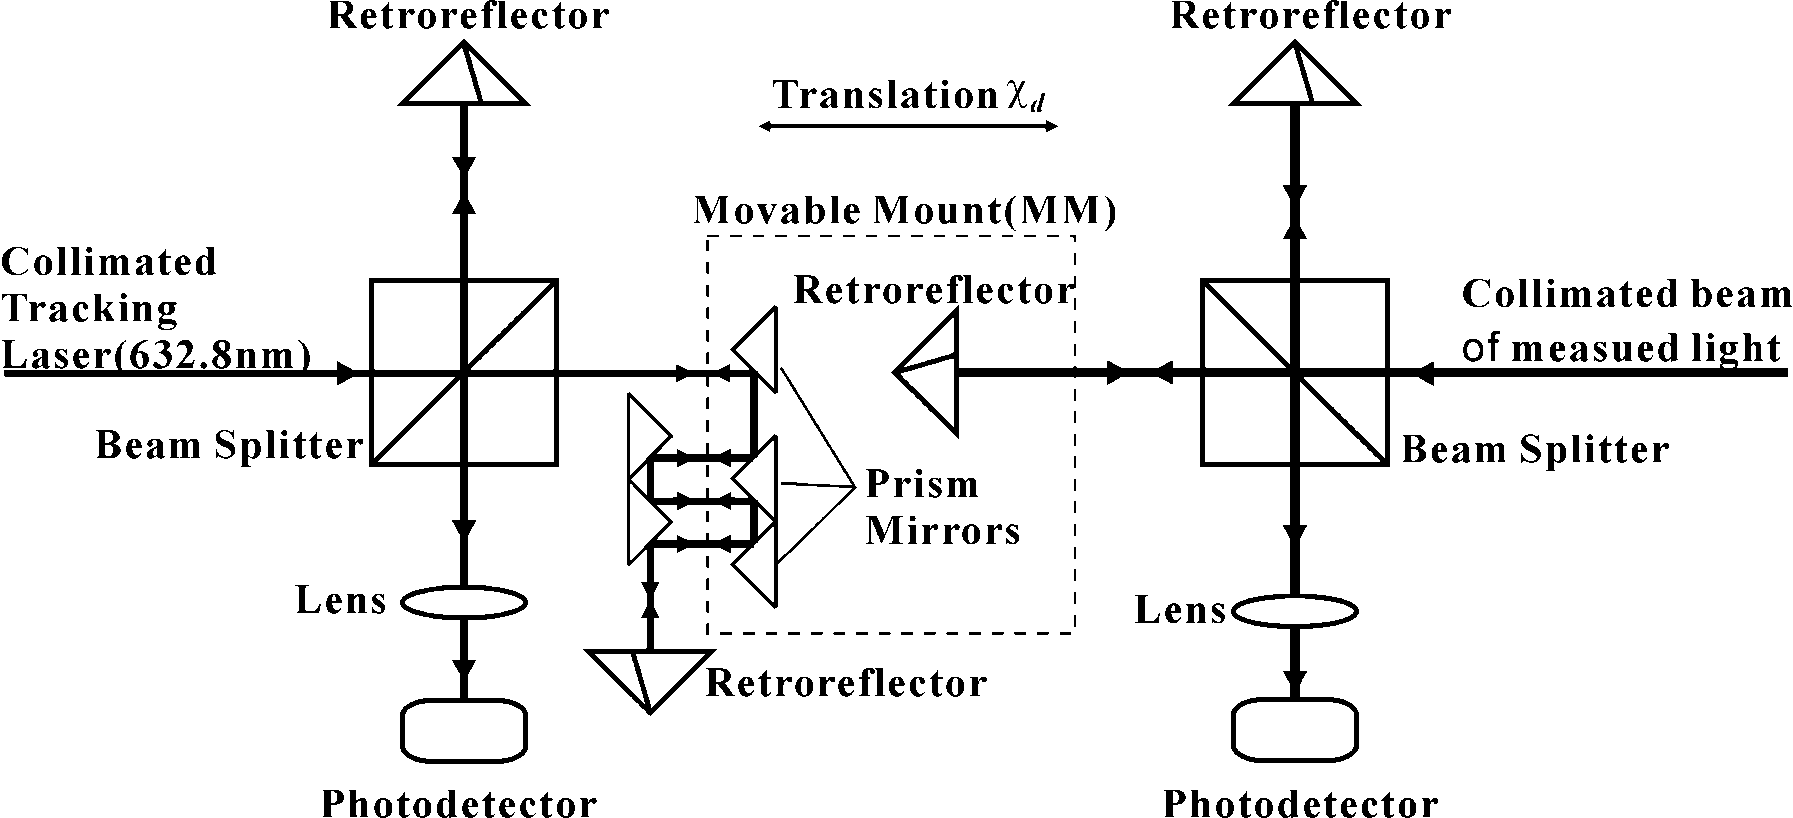 Retroreflector
Retroreflector
Translation χd
Movable Mount(MM)
Collimated
Tracking
Laser(632.8nm)
Retroreflector
Collimated beam
of measued light
Beam Splitter
Beam Splitter
Prism
Mirrors
Lens
Lens
Retroreflector
Photodetector
Photodetector